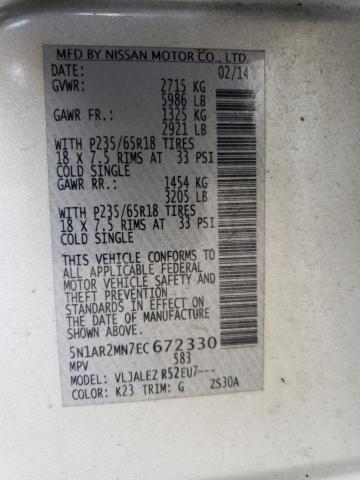 MFD BY NISSAN MOTOR CO., LTD.
DATE: 02/14
GVWR: 2715 KG
5986 LB
GAWR FR.: 1325 KG
2921 LB
WITH P235/65R18 TIRES
18 X 7.5 RIMS AT 33 PSI
COLD SINGLE
GAWR RR.: 1454 KG
3205 LB
WITH P235/65R18 TIRES
18 X 7.5 RIMS AT 33 PSI
COLD SINGLE
THIS VEHICLE CONFORMS TO
ALL APPLICABLE FEDERAL
MOTOR VEHICLE SAFETY AND
THEFT PREVENTION
STANDARDS IN EFFECT ON
THE DATE OF MANUFACTURE
SHOWN ABOVE.
5N1AR2MN7EC672330
MPV 583
MODEL: VLJALEZ R52EU7---
COLOR: K23 TRIM: G ZS30A